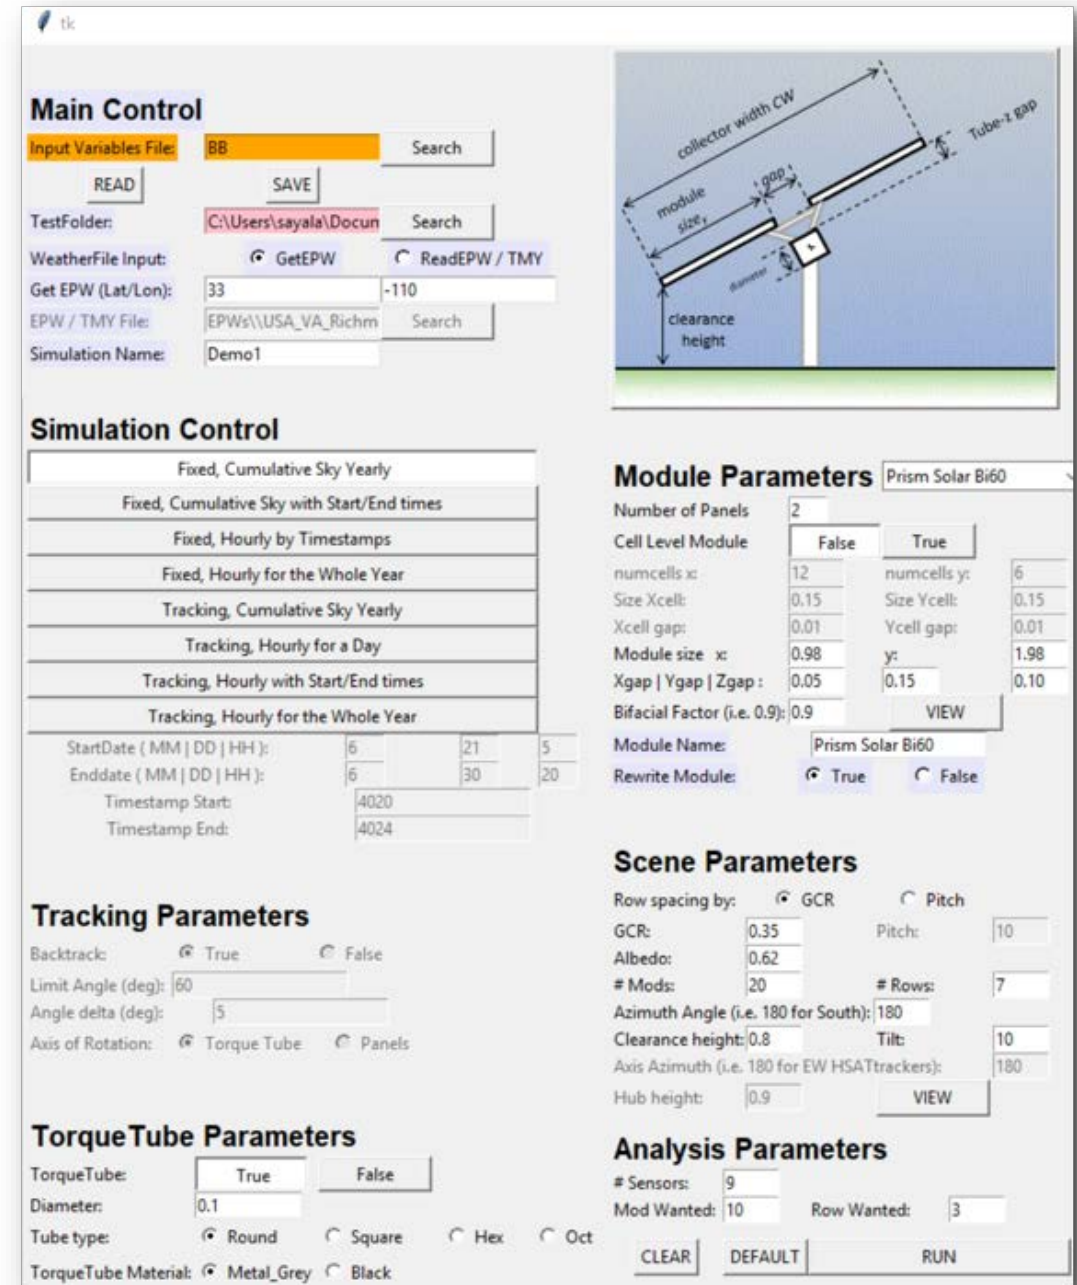 tk
Main Control
Input Variables File: BB Search
READ SAVE
TestFolder: C:\Users\sayala\Docun Search
WeatherFile Input: GetEPW ReadEPW / TMY
Get EPW (Lat/Lon): 33 -110
EPW / TMY File: EPWs\\USA_VA_Richm Search
Simulation Name: Demo1
collector width CW
Tube-z gap
gap
module
size,
diameter
clearance
height
Simulation Control
Fixed, Cumulative Sky Yearly
Fixed, Cumulative Sky with Start/End times
Fixed, Hourly by Timestamps
Fixed, Hourly for the Whole Year
Tracking, Cumulative Sky Yearly
Tracking, Hourly for a Day
Tracking, Hourly with Start/End times
Tracking, Hourly for the Whole Year
StartDate ( MM | DD | HH ): 6 21 5
Enddate ( MM | DD | HH ): 6 30 20
Timestamp Start: 4020
Timestamp End: 4024
Tracking Parameters
Backtrack: True False
Limit Angle (deg): 60
Angle delta (deg): 5
Axis of Rotation: Torque Tube Panels
TorqueTube Parameters
TorqueTube: True False
Diameter: 0.1
Tube type: Round Square Hex Oct
TorqueTube Material: Metal_Grey Black
Module Parameters Prism Solar Bi60
Number of Panels 2
Cell Level Module False True
numcells x: 12 numcells y: 6
Size Xcell: 0.15 Size Ycell: 0.15
Xcell gap: 0.01 Ycell gap: 0.01
Module size x: 0.98 y: 1.98
Xgap | Ygap | Zgap : 0.05 0.15 0.10
Bifacial Factor (i.e. 0.9): 0.9 VIEW
Module Name: Prism Solar Bi60
Rewrite Module: True False
Scene Parameters
Row spacing by: GCR Pitch
GCR: 0.35 Pitch: 10
Albedo: 0.62
# Mods: 20 # Rows: 7
Azimuth Angle (i.e. 180 for South): 180
Clearance height: 0.8 Tilt: 10
Axis Azimuth (i.e. 180 for EW HSATtrackers): 180
Hub height: 0.9 VIEW
Analysis Parameters
# Sensors: 9
Mod Wanted: 10 Row Wanted: 3
CLEAR DEFAULT RUN